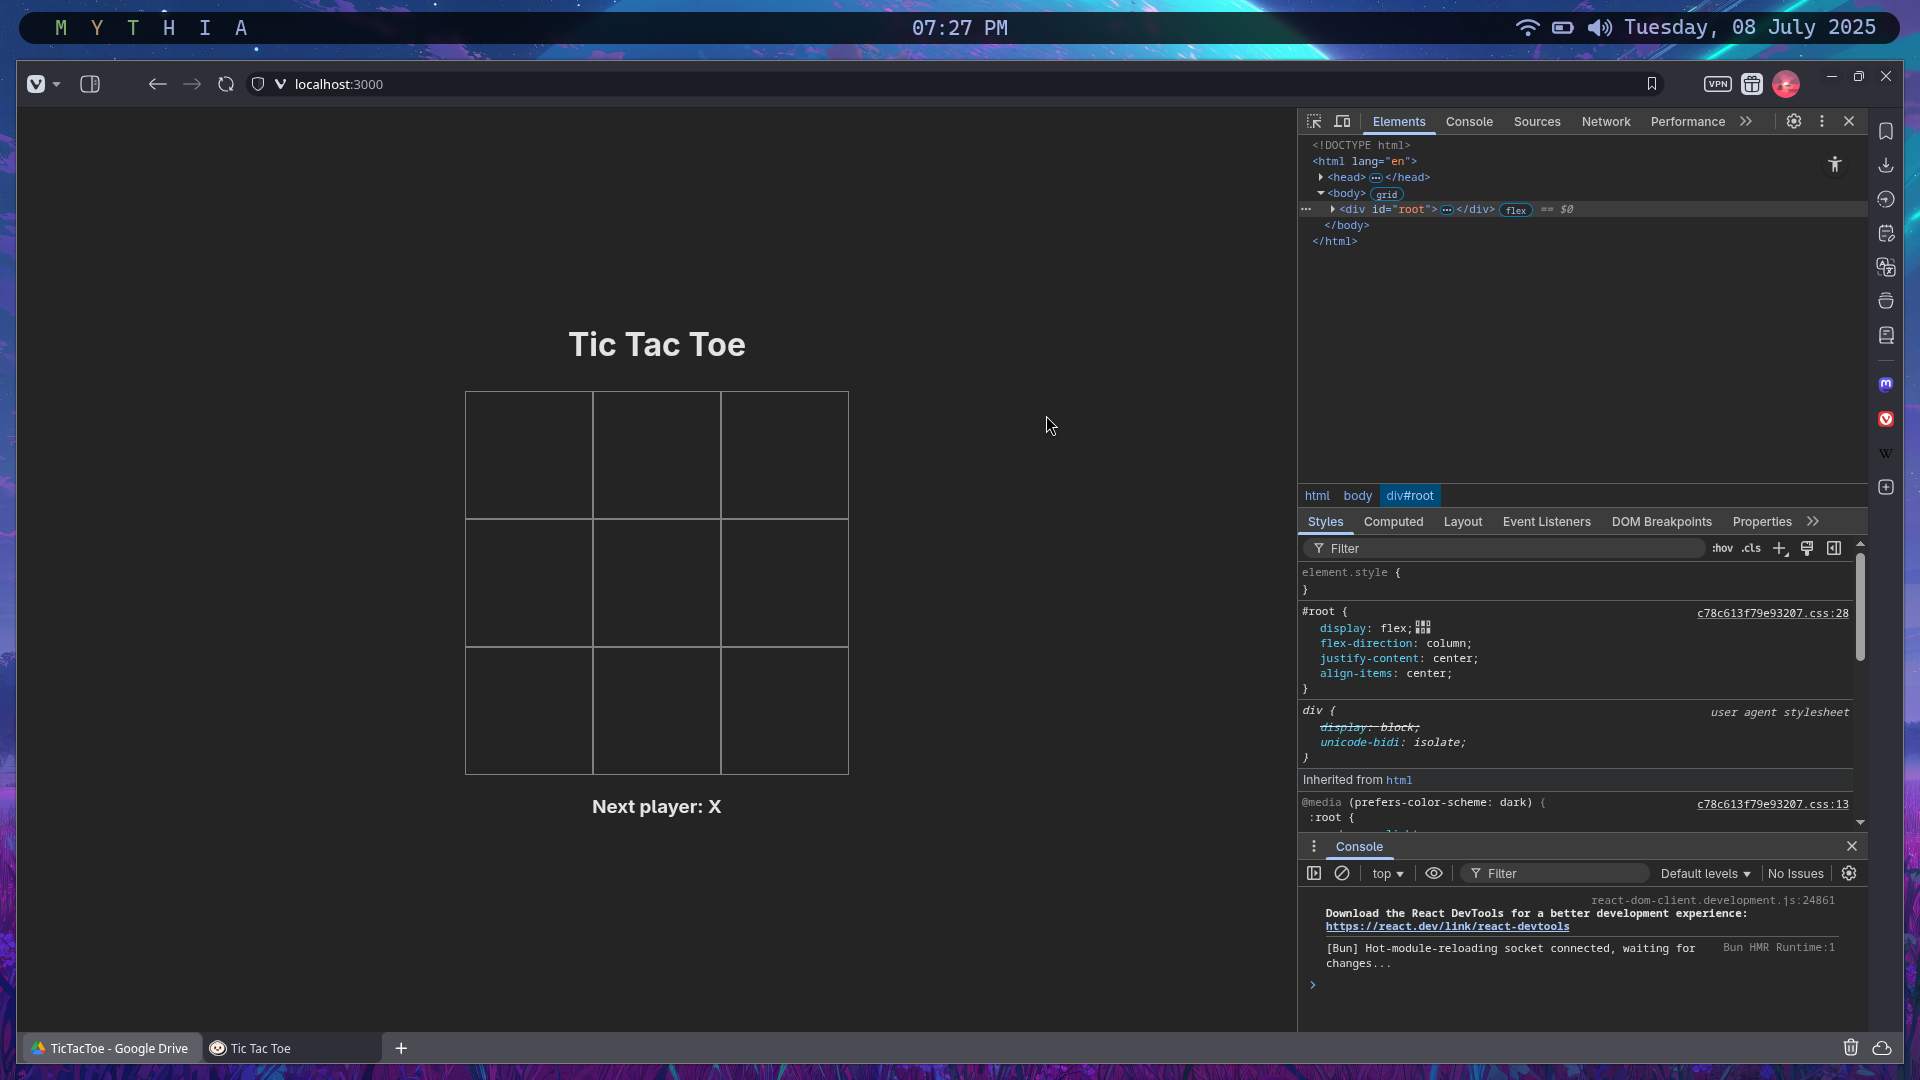 M Y T H I A
07:27 PM
Tuesday, 08 July 2025
localhost:3000
VPN
Elements Console Sources Network Performance
<!DOCTYPE html>
<html lang="en">
<head> </head>
<body> grid
<div id="root"> </div> flex == $0
</body>
</html>
Tic Tac Toe
Next player: X
html body div#root
Styles Computed Layout Event Listeners DOM Breakpoints Properties
Filter :hov .cls
element.style {
}
#root { c78c613f79e93207.css:28
display: flex;
flex-direction: column;
justify-content: center;
align-items: center;
}
div { user agent stylesheet
display: block;
unicode-bidi: isolate;
}
Inherited from html
@media (prefers-color-scheme: dark) { c78c613f79e93207.css:13
:root {
Console
top Filter Default levels No Issues
react-dom-client.development.js:24861
Download the React DevTools for a better development experience:
https://react.dev/link/react-devtools
[Bun] Hot-module-reloading socket connected, waiting for Bun HMR Runtime:1
changes...
TicTacToe - Google Drive Tic Tac Toe